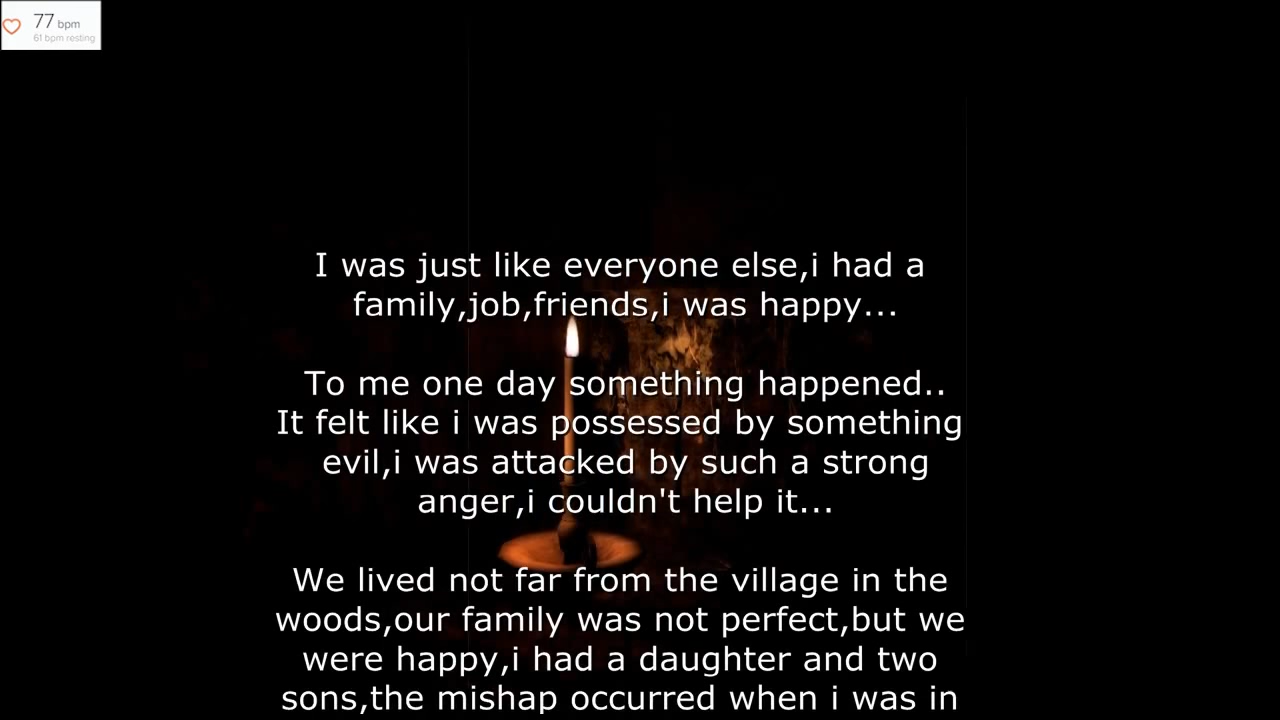 77 bpm
61 bpm resting
I was just like everyone else,i had a
family,job,friends,i was happy...
To me one day something happened..
It felt like i was possessed by something
evil,i was attacked by such a strong
anger,i couldn't help it...
We lived not far from the village in the
woods,our family was not perfect,but we
were happy,i had a daughter and two
sons,the mishap occurred when i was in